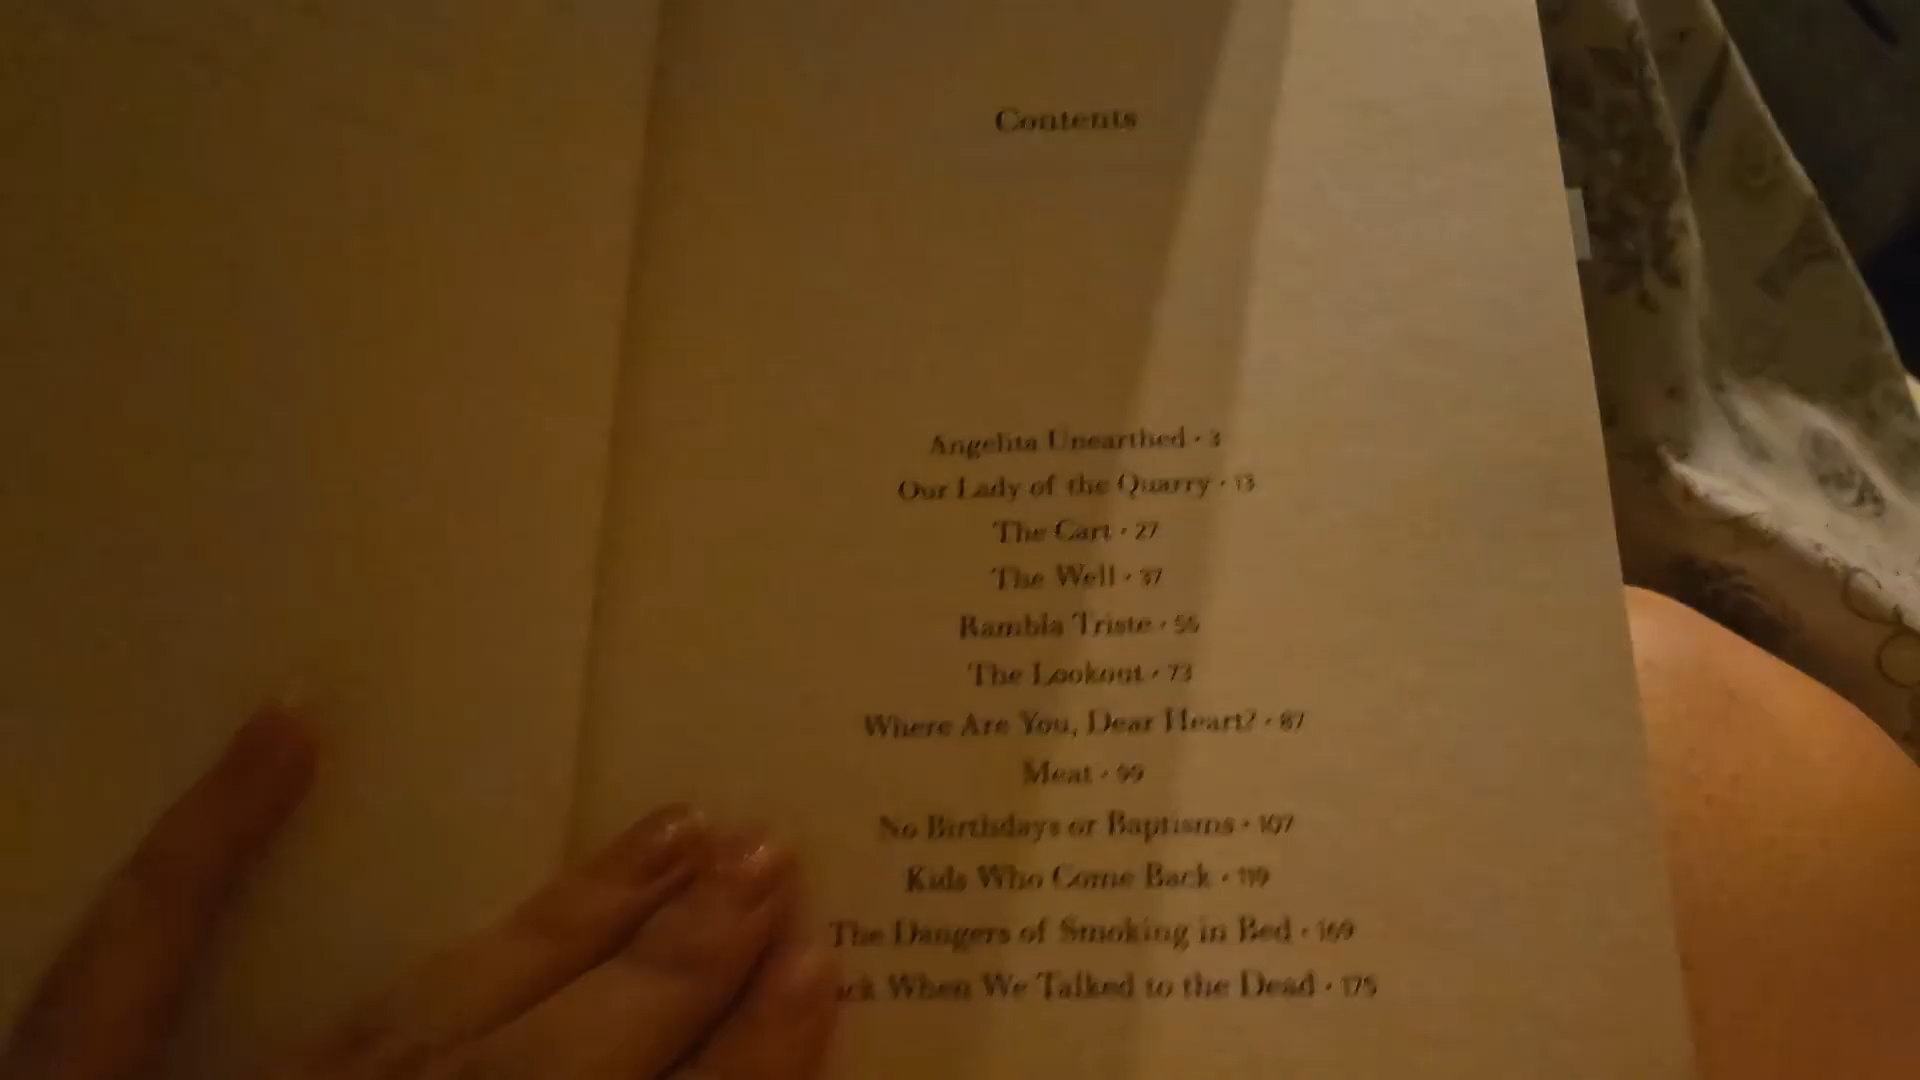 Contents
Angelita Unearthed • 3
Our Lady of the Quarry • 13
The Cart • 27
The Well • 37
Rambla Triste • 55
The Lookout • 73
Where Are You, Dear Heart? • 87
Meat • 99
No Birthdays or Baptisms • 107
Kids Who Come Back • 119
The Dangers of Smoking in Bed • 169
ack When We Talked to the Dead • 175